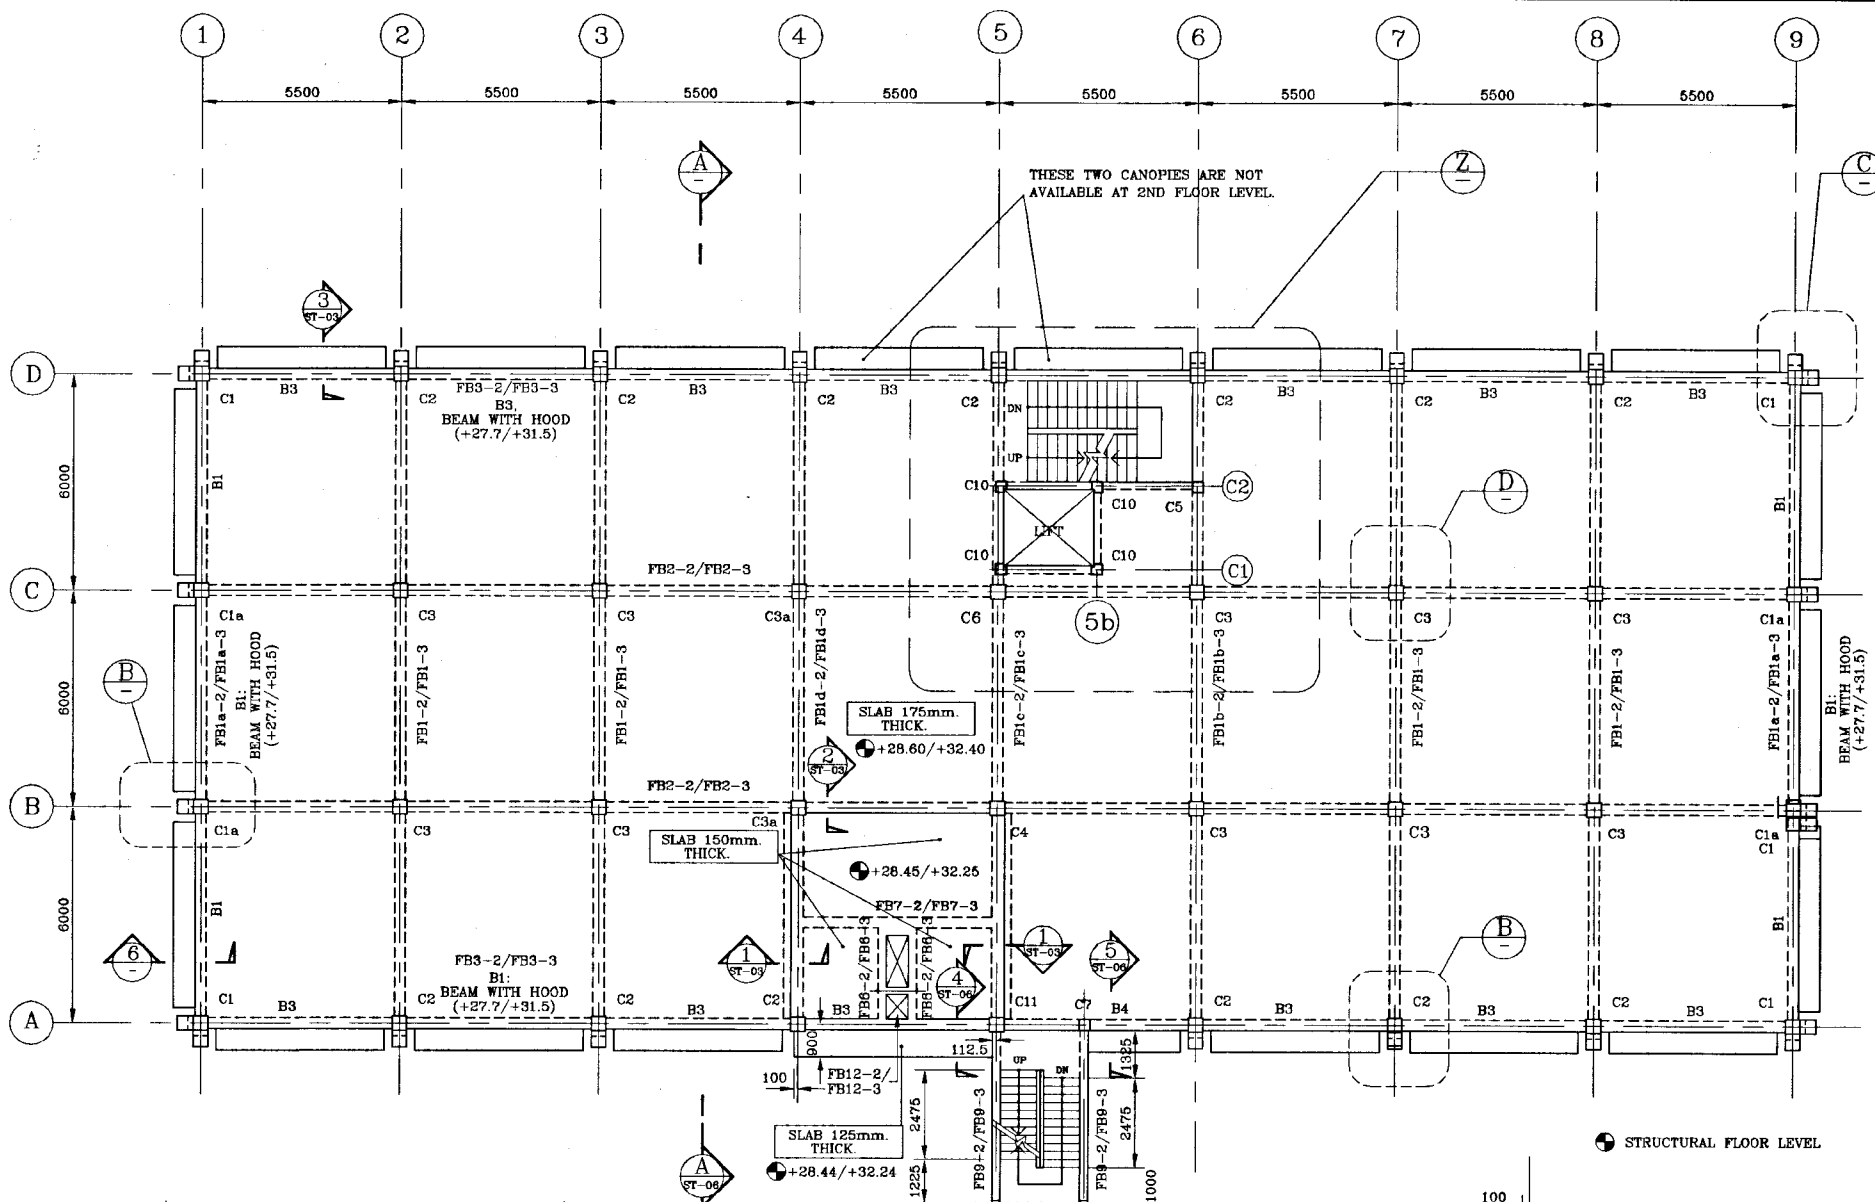 1 2 3 4 5 6 7 8 9
5500 5500 5500 5500 5500 5500 5500 5500
A
-
THESE TWO CANOPIES ARE NOT
AVAILABLE AT 2ND FLOOR LEVEL.
Z
-
C
-
3
ST-03
D
C1 B3 C2 FB3-2/FB3-3 C2 B3 C2 B3 C2 C2 B3 C2 B3 C2 B3 C1
B3,
BEAM WITH HOOD
(+27.7/+31.5)
DN
UP
6000
B1
B1
C10
C10
C5
C2
D
-
LIFT
C10
C10
C1
FB2-2/FB2-3
C
C1a C3 C3 C3a C6 5b C3 C3 C3 C1a
B
-
6000
FB1a-2/FB1a-3
B1:
BEAM WITH HOOD
(+27.7/+31.5)
FB1-2/FB1-3
FB1-2/FB1-3
FB1d-2/FB1d-3
FB1c-2/FB1c-3
FB1b-2/FB1b-3
FB1-2/FB1-3
FB1-2/FB1-3
FB1a-2/FB1a-3
B1:
BEAM WITH HOOD
(+27.7/+31.5)
SLAB 175mm.
THICK.
+28.60/+32.40
2
ST-03
FB2-2/FB2-3
B
C1a C3 C3 C3a C4 C3 C3 C3 C1a
C1
SLAB 150mm.
THICK.
+28.45/+32.25
FB7-2/FB7-3
6000
B1
B1
6
-
FB6-2/FB6-3
1
ST-03
4
ST-06
1
ST-03
5
ST-06
B
-
FB3-2/FB3-3
B1:
BEAM WITH HOOD
(+27.7/+31.5)
A
C1 B3 C2 C2 B3 C2 B3 C11 C7 B4 C2 B3 C2 B3 C2 B3 C1
900
112.5
1325
100
FB12-2/
FB12-3
UP
DN
2475
2475
FB9-2/FB9-3
FB9-2/FB9-3
SLAB 125mm.
THICK.
+28.44/+32.24
A
ST-06
1225
1000
STRUCTURAL FLOOR LEVEL
100